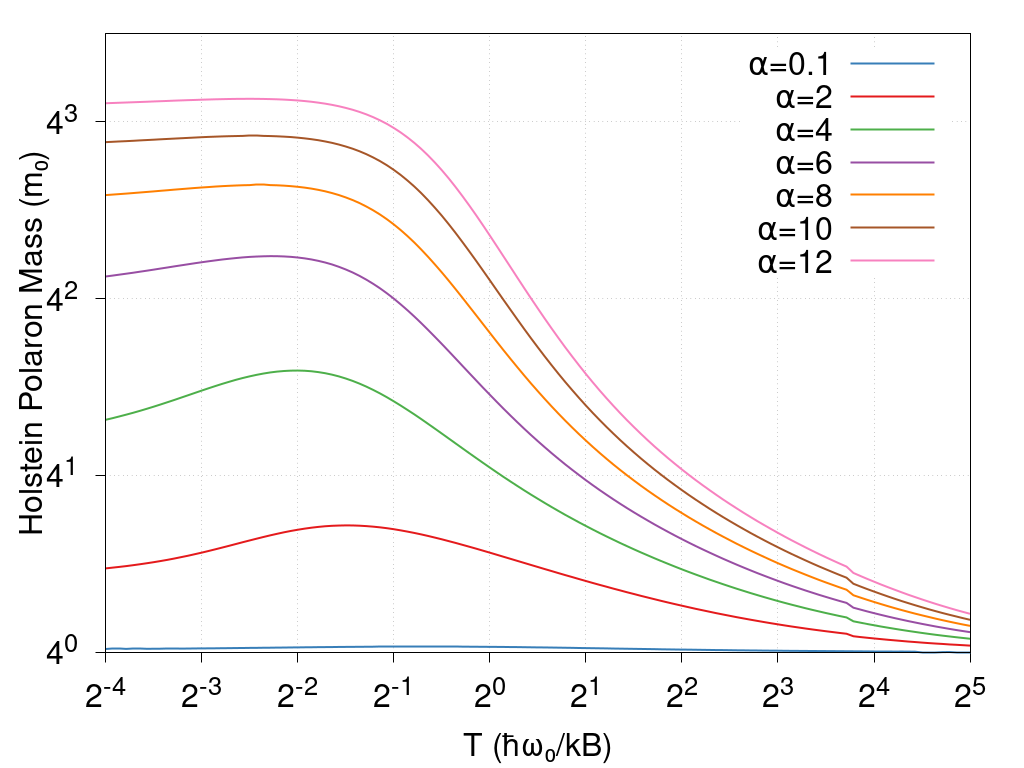 α=0.1
α=2
α=4
α=6
α=8
α=10
α=12
4³
4²
4¹
4⁰
Holstein Polaron Mass (m₀)
2⁻⁴ 2⁻³ 2⁻² 2⁻¹ 2⁰ 2¹ 2² 2³ 2⁴ 2⁵
T (ħω₀/kB)